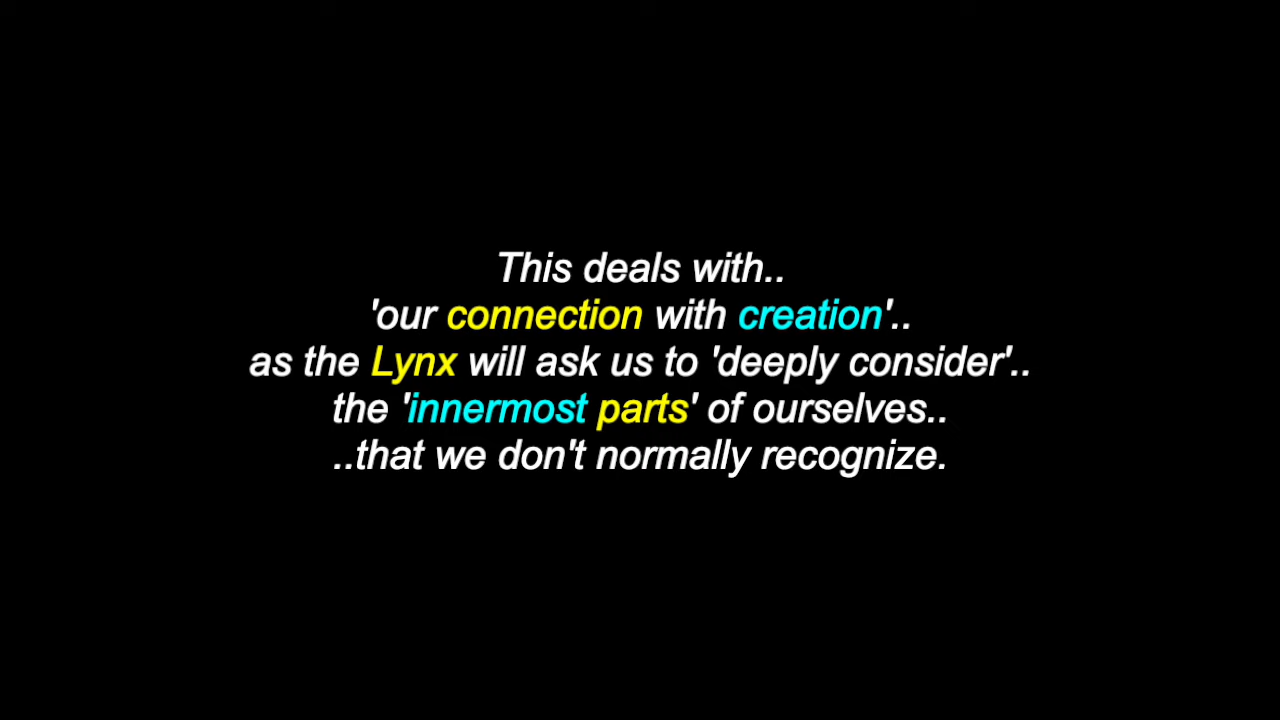 This deals with..
'our connection with creation'..
as the Lynx will ask us to 'deeply consider'..
the 'innermost parts' of ourselves..
..that we don't normally recognize.